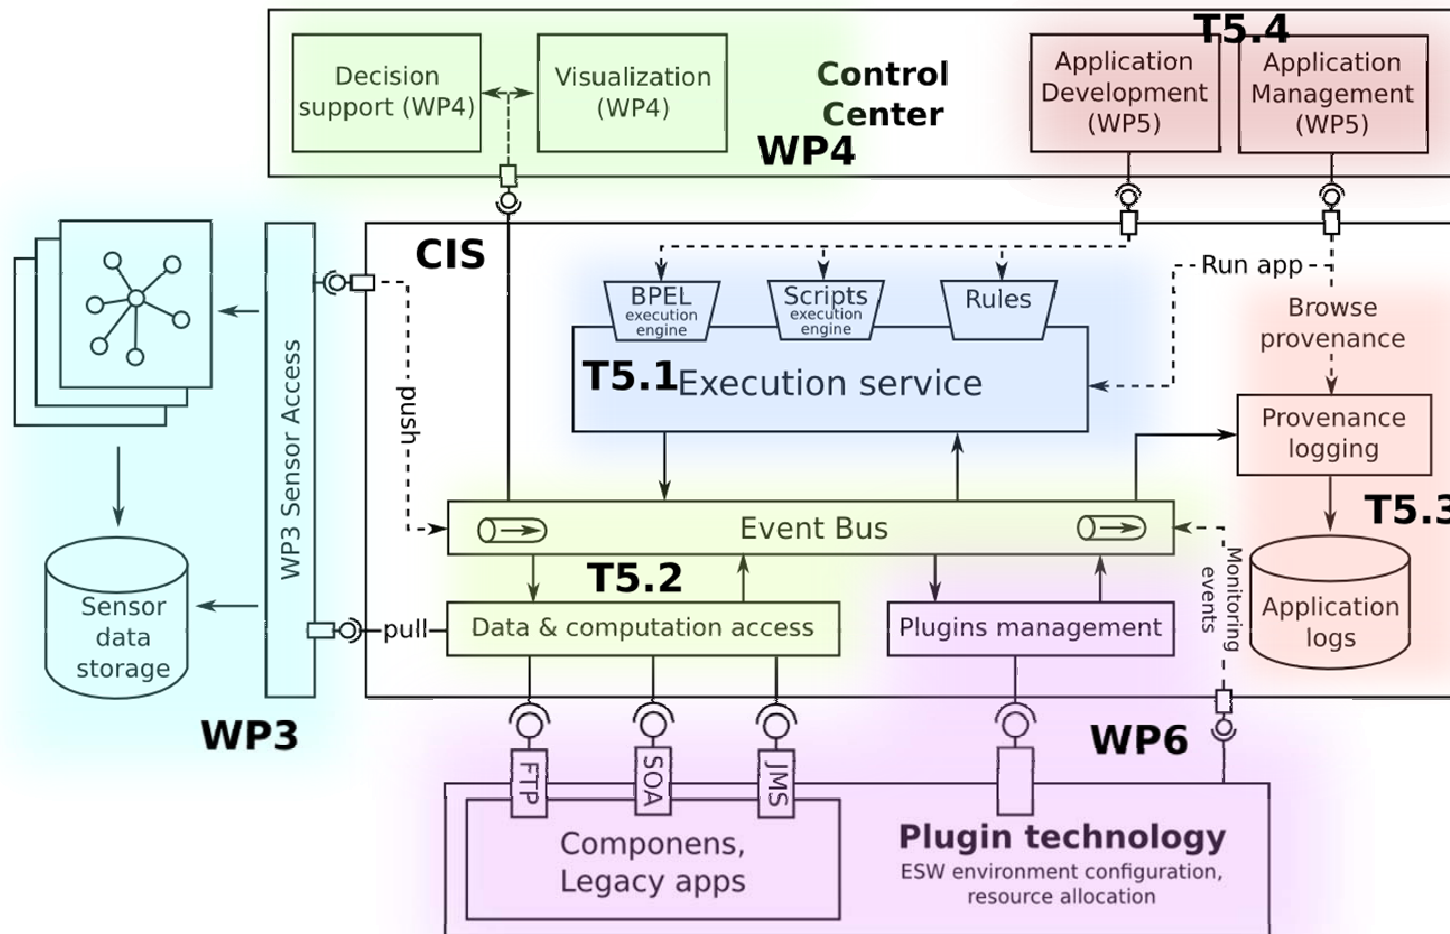 T5.4
Decision
support (WP4)
Visualization
(WP4)
Control
Center
WP4
Application
Development
(WP5)
Application
Management
(WP5)
CIS
Run app
BPEL
execution
engine
Scripts
execution
engine
Rules
Browse
provenance
T5.1
Execution service
WP3 Sensor Access
push
Provenance
logging
T5.3
Event Bus
T5.2
Monitoring
events
Sensor
data
storage
pull
Data & computation access
Plugins management
Application
logs
WP3
WP6
FTP
SOA
JMS
Componens,
Legacy apps
Plugin technology
ESW environment configuration,
resource allocation